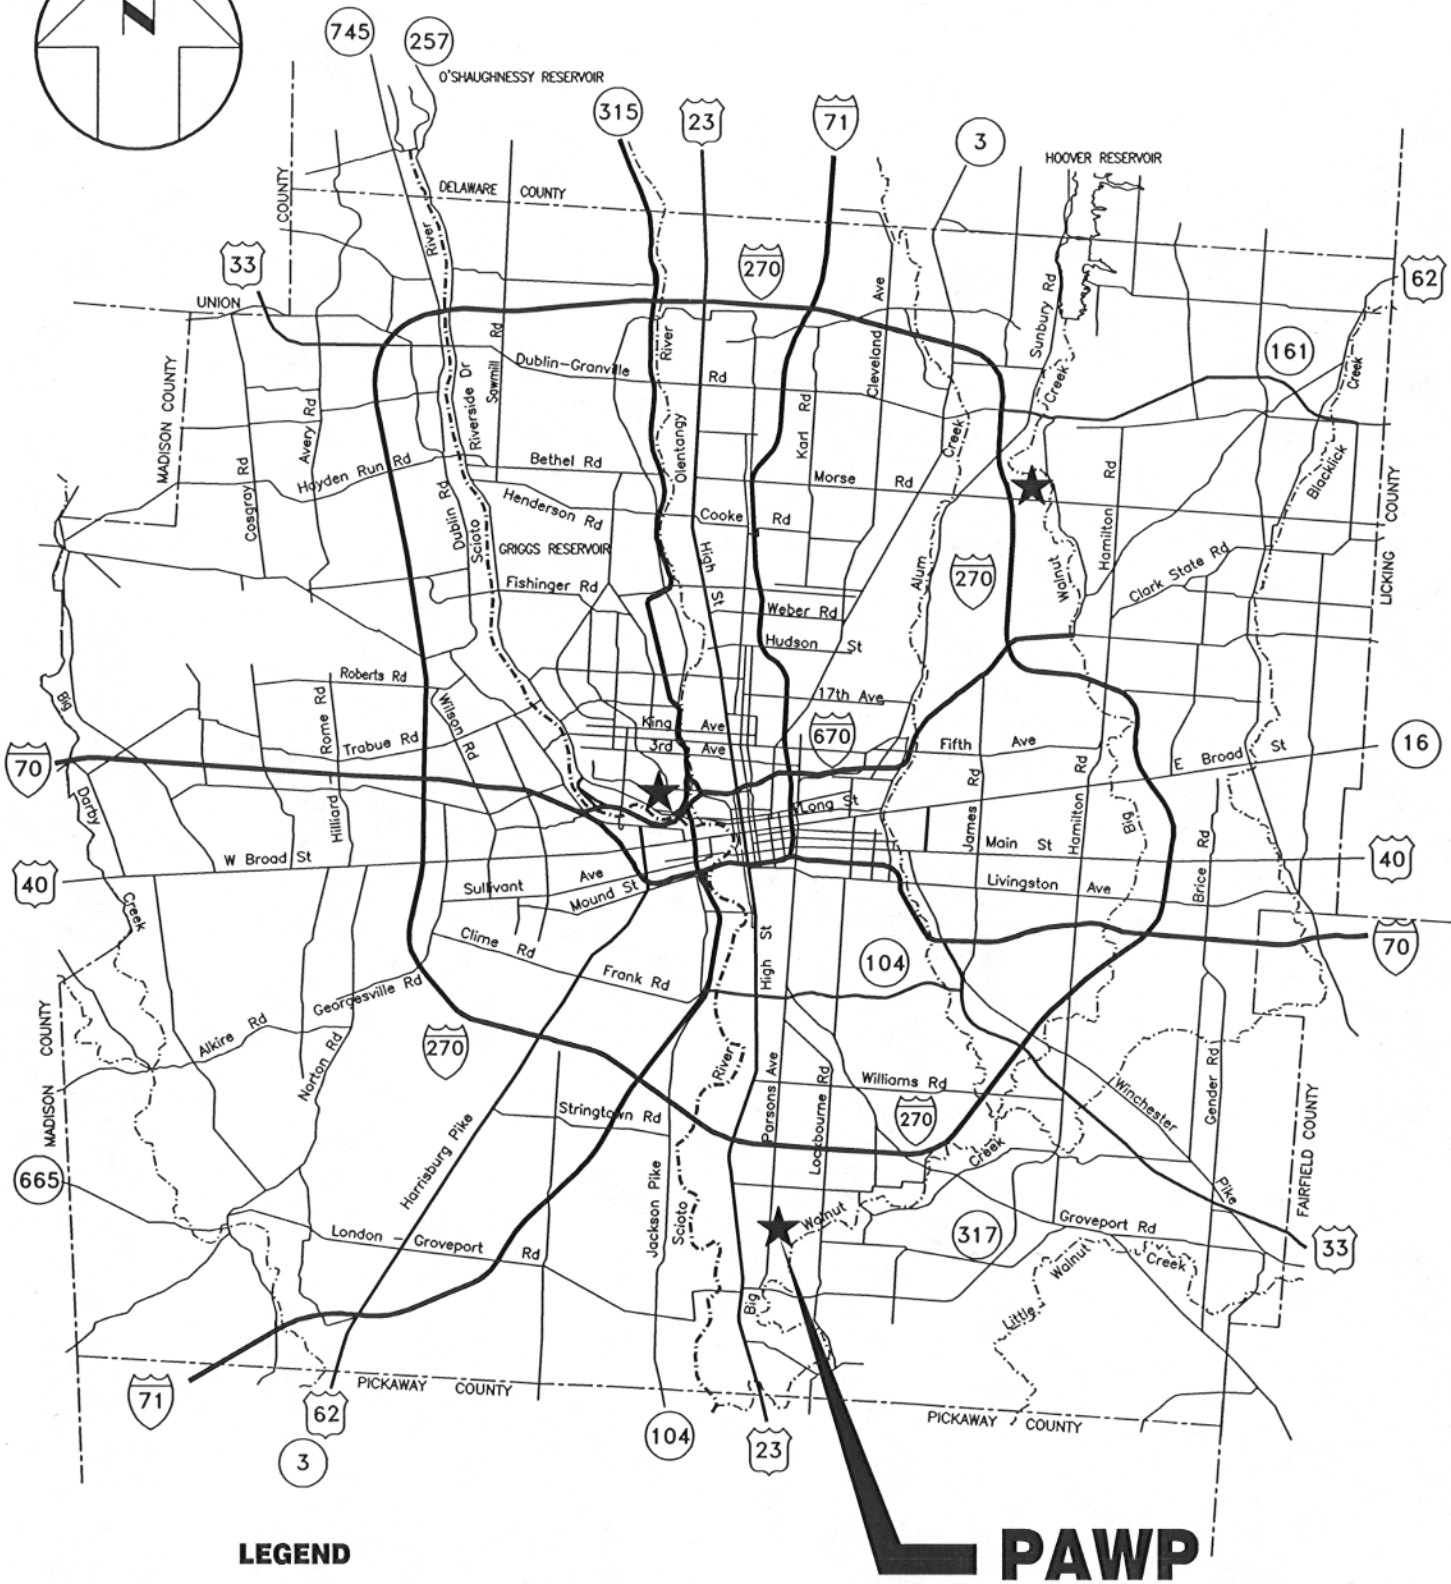 N
745
257
O'SHAUGHNESSY RESERVOIR
315
23
71
3
HOOVER RESERVOIR
DELAWARE COUNTY
COUNTY
River
33
270
62
UNION
Sunbury Rd
Cleveland Ave
161
MADISON COUNTY
Sawmill Rd
Riverside Dr
Dublin-Granville Rd
River
Olentangy
Karl Rd
Creek
Creek
Creek
Blacklick
Avery Rd
Cosgray Rd
Hayden Run Rd
Bethel Rd
Morse Rd
Henderson Rd
Cooke Rd
Dublin Rd
Scioto
GRIGGS RESERVOIR
Fishinger Rd
High St
Hamilton Rd
LICKING COUNTY
270
Alum
Walnut
Clark State Rd
Weber Rd
Hudson St
Roberts Rd
Rome Rd
Hilliard
Wilson Rd
Trabue Rd
17th Ave
King Ave
3rd Ave
670
Fifth Ave
E Broad St
16
70
Big
Darby
Creek
Long St
James Rd
Hamilton Rd
Big
Main St
Brice Rd
40
W Broad St
40
Sullivant Ave
Mound St
Livingston Ave
Clime Rd
Frank Rd
High St
104
70
Georgesville Rd
Alkire Rd
Norton Rd
270
MADISON COUNTY
River
Parsons Ave
Lockbourne Rd
Williams Rd
270
Winchester Pike
Gender Rd
FAIRFIELD COUNTY
Stringtown Rd
Harrisburg Pike
Creek
665
Jackson Pike
Scioto
Walnut
Big
London - Groveport Rd
317
Groveport Rd
Walnut Creek
Little
33
71
62
3
PICKAWAY COUNTY
104
23
PICKAWAY COUNTY
LEGEND
PAWP